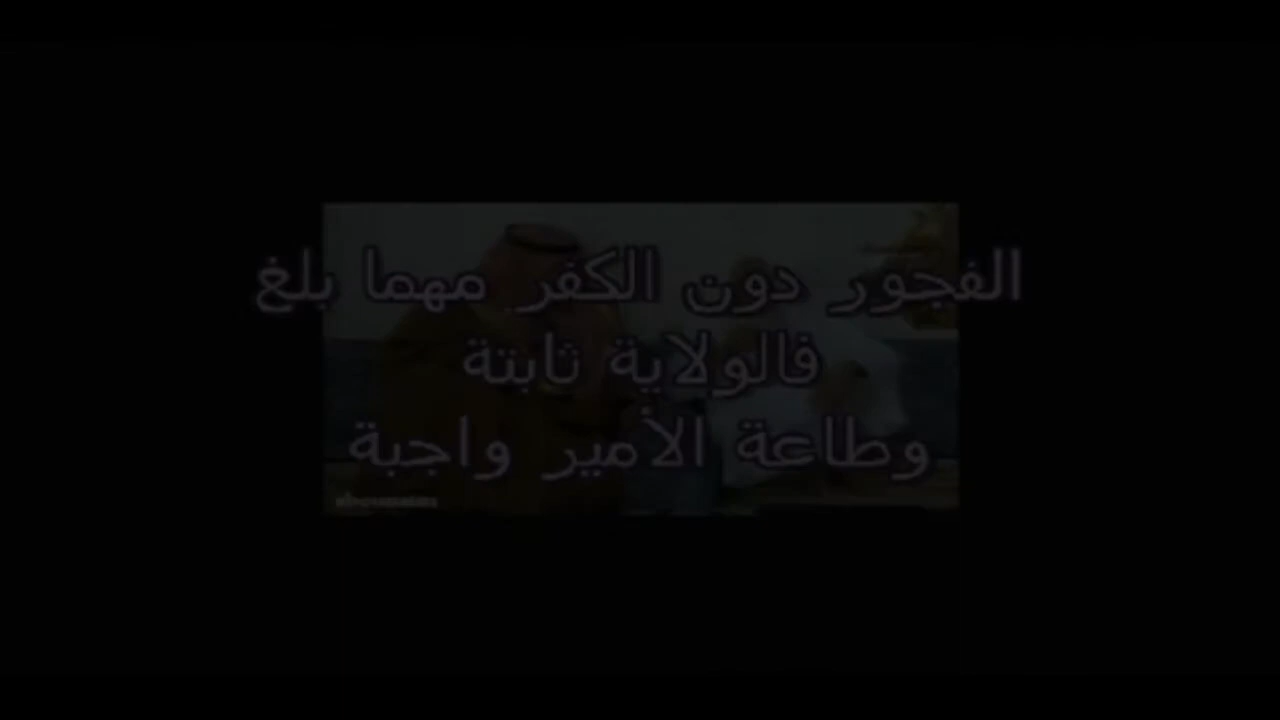 الفجور دون الكفر مهما بلغ
فالولاية ثابتة
وطاعة الأمير واجبة